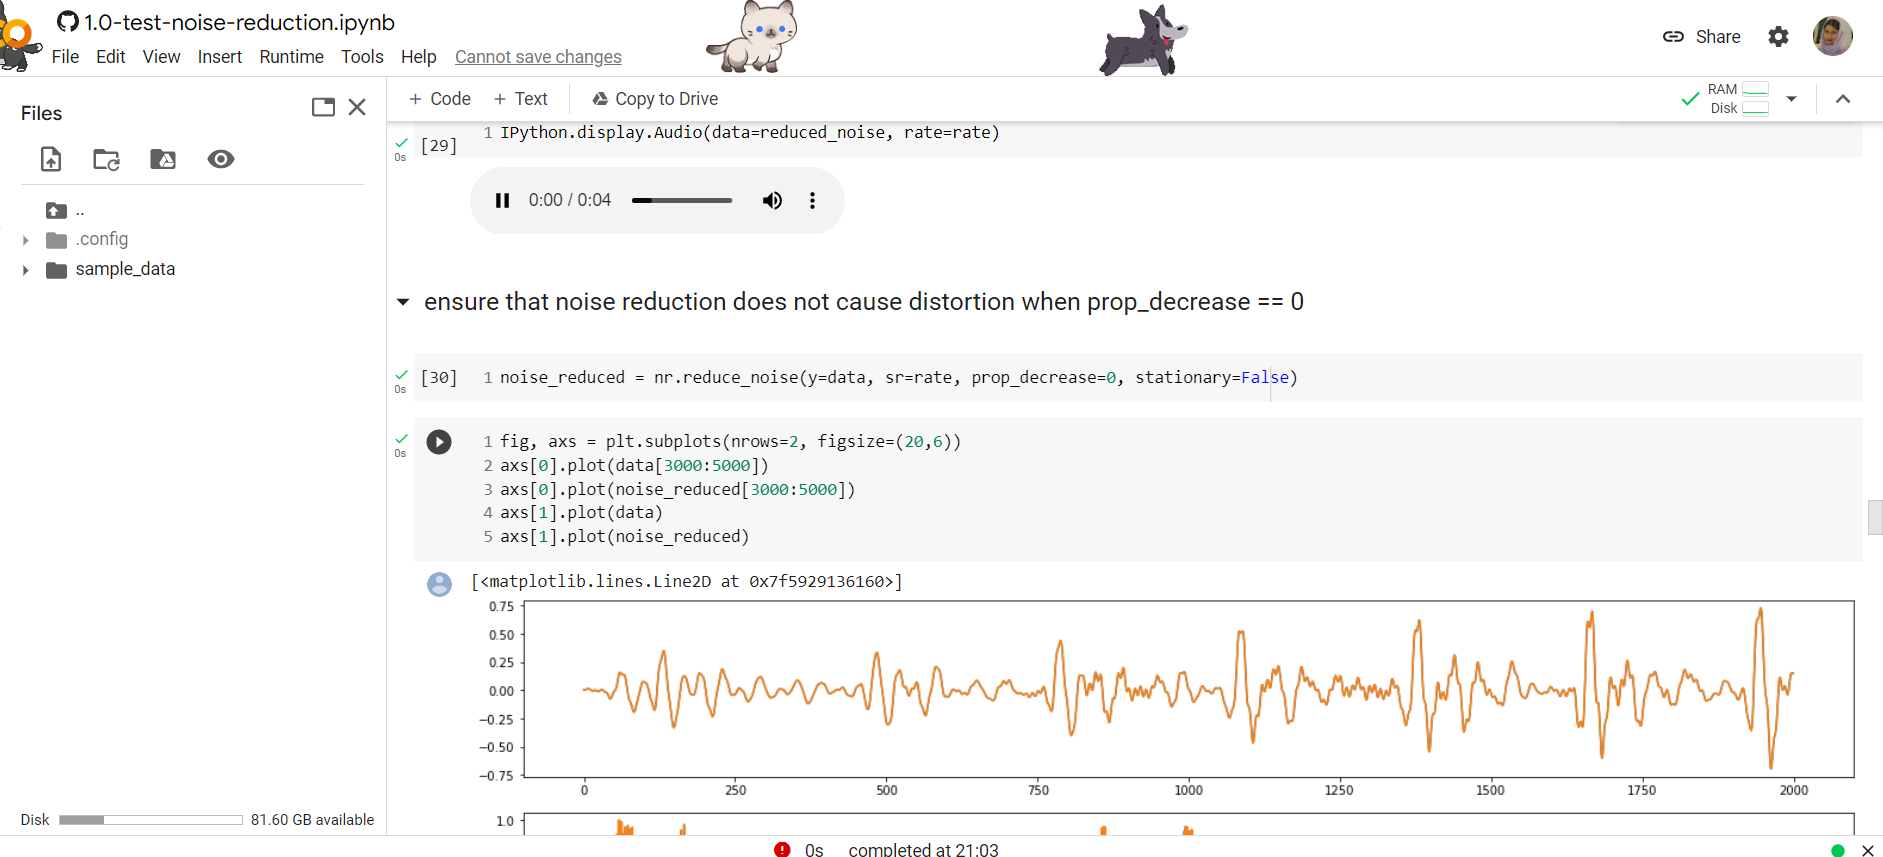 1.0-test-noise-reduction.ipynb
File Edit View Insert Runtime Tools Help Cannot save changes
Share
Files
+ Code + Text Copy to Drive
RAM
Disk
..
.config
sample_data
Disk 81.60 GB available
0s [29] 1 IPython.display.Audio(data=reduced_noise, rate=rate)
0:00 / 0:04
ensure that noise reduction does not cause distortion when prop_decrease == 0
0s [30] 1 noise_reduced = nr.reduce_noise(y=data, sr=rate, prop_decrease=0, stationary=False)
0s
1 fig, axs = plt.subplots(nrows=2, figsize=(20,6))
2 axs[0].plot(data[3000:5000])
3 axs[0].plot(noise_reduced[3000:5000])
4 axs[1].plot(data)
5 axs[1].plot(noise_reduced)
[<matplotlib.lines.Line2D at 0x7f5929136160>]
0.75
0.50
0.25
0.00
−0.25
−0.50
−0.75
0 250 500 750 1000 1250 1500 1750 2000
1.0
0s completed at 21:03